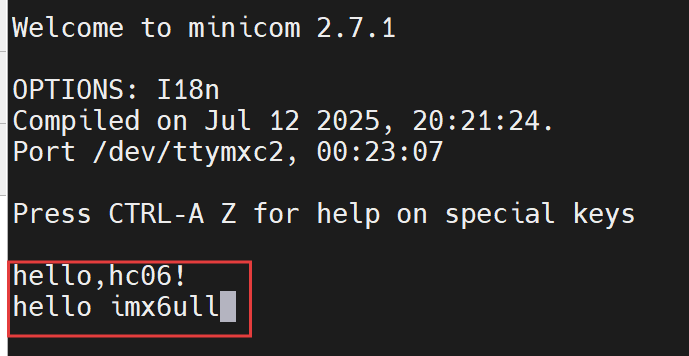 Welcome to minicom 2.7.1
OPTIONS: I18n
Compiled on Jul 12 2025, 20:21:24.
Port /dev/ttymxc2, 00:23:07
Press CTRL-A Z for help on special keys
hello,hc06!
hello imx6ull